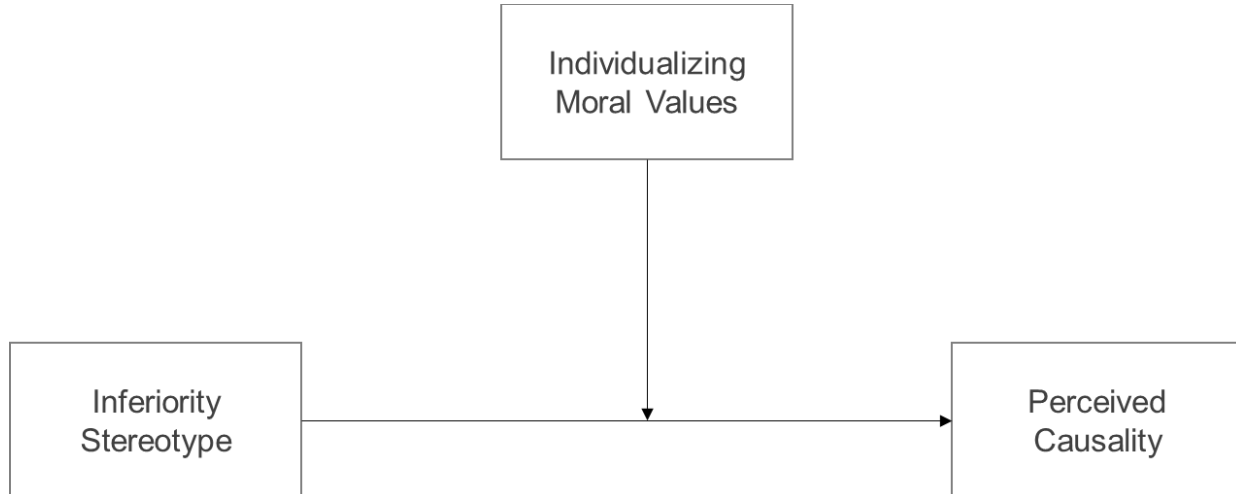 Individualizing
Moral Values
Inferiority
Stereotype
Perceived
Causality